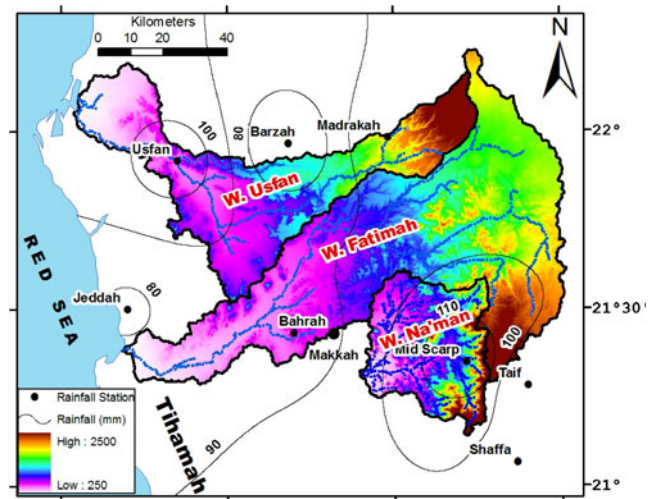 Kilometers
0 10 20 40
N
100
80
Barzah
Madrakah
22°
Usfan
W. Usfan
W. Fatimah
RED SEA
Jeddah
80
21° 30"
110
100
Bahrah
W. Na'man
Makkah
Mid Scarp
Taif
Rainfall Station
Rainfall (mm)
High : 2500
Low : 250
Tihamah
90
Shaffa
21°